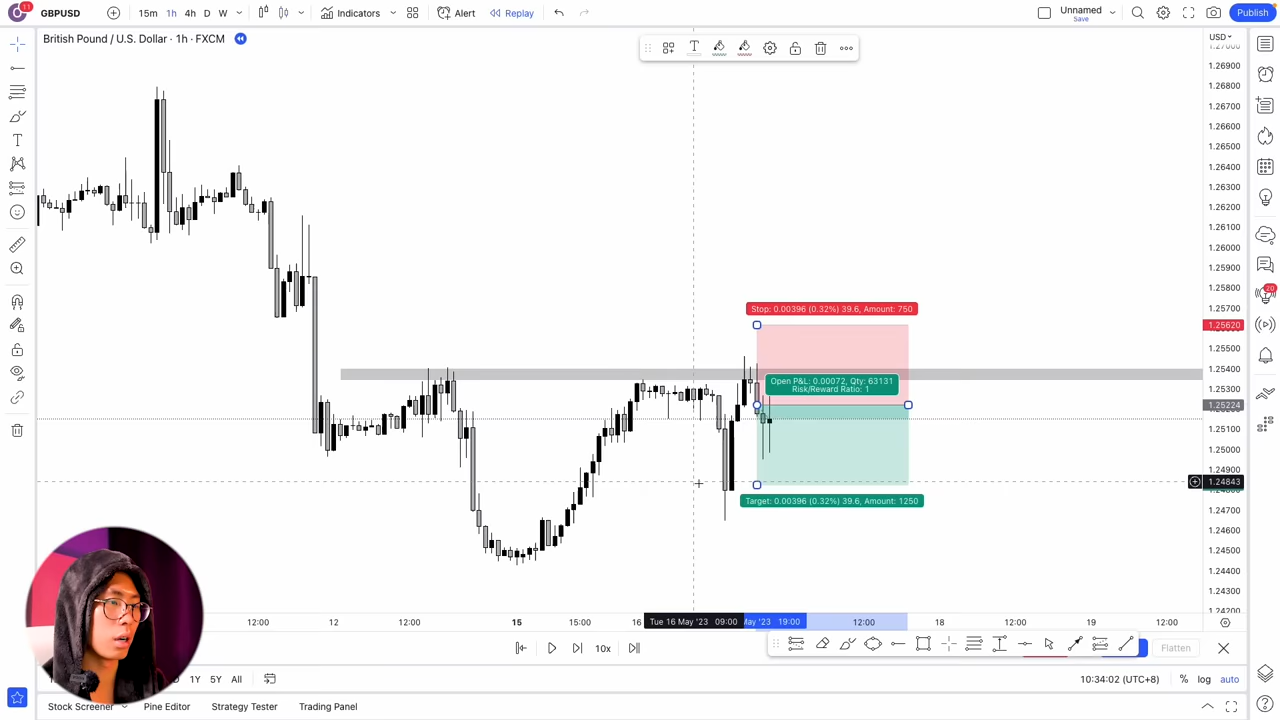 11
GBPUSD
15m
1h
4h
D
W
Indicators
Alert
Replay
Unnamed
Save
Publish
British Pound / U.S. Dollar · 1h · FXCM
USD
1.26900
1.26800
1.26700
1.26600
1.26500
1.26400
1.26300
1.26200
1.26100
1.26000
1.25900
1.25800
1.25700
1.25620
1.25500
1.25400
1.25300
1.25224
1.25100
1.25000
1.24900
1.24843
1.24700
1.24600
1.24500
1.24400
1.24300
1.24200
Stop: 0.00396 (0.32%) 39.6, Amount: 750
Open P&L: 0.00072, Qty: 63131
Risk/Reward Ratio: 1
Target: 0.00396 (0.32%) 39.6, Amount: 1250
20
12:00
12
12:00
15
15:00
16
Tue 16 May '23 09:00
May '23 19:00
12:00
18
12:00
19
12:00
10x
Flatten
1Y
5Y
All
10:34:02 (UTC+8)
%
log
auto
Stock Screener
Pine Editor
Strategy Tester
Trading Panel